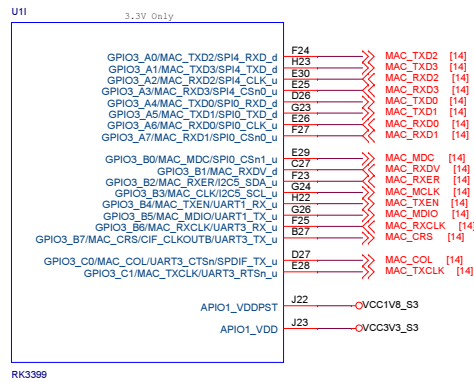 U1I
3.3V Only
GPIO3_A0/MAC_TXD2/SPI4_RXD_d F24 MAC_TXD2 [14]
GPIO3_A1/MAC_TXD3/SPI4_TXD_d H23 MAC_TXD3 [14]
GPIO3_A2/MAC_RXD2/SPI4_CLK_u E30 MAC_RXD2 [14]
GPIO3_A3/MAC_RXD3/SPI4_CSn0_u E25 MAC_RXD3 [14]
GPIO3_A4/MAC_TXD0/SPI0_RXD_d D26 MAC_TXD0 [14]
GPIO3_A5/MAC_TXD1/SPI0_TXD_d G23 MAC_TXD1 [14]
GPIO3_A6/MAC_RXD0/SPI0_CLK_u E26 MAC_RXD0 [14]
GPIO3_A7/MAC_RXD1/SPI0_CSn0_u F27 MAC_RXD1 [14]
GPIO3_B0/MAC_MDC/SPI0_CSn1_u E29 MAC_MDC [14]
GPIO3_B1/MAC_RXDV_d C27 MAC_RXDV [14]
GPIO3_B2/MAC_RXER/I2C5_SDA_u F23 MAC_RXER [14]
GPIO3_B3/MAC_CLK/I2C5_SCL_u G24 MAC_MCLK [14]
GPIO3_B4/MAC_TXEN/UART1_RX_u H22 MAC_TXEN [14]
GPIO3_B5/MAC_MDIO/UART1_TX_u G26 MAC_MDIO [14]
GPIO3_B6/MAC_RXCLK/UART3_RX_u F25 MAC_RXCLK [14]
GPIO3_B7/MAC_CRS/CIF_CLKOUTB/UART3_TX_u B27 MAC_CRS [14]
GPIO3_C0/MAC_COL/UART3_CTSn/SPDIF_TX_u D27 MAC_COL [14]
GPIO3_C1/MAC_TXCLK/UART3_RTSn_u E28 MAC_TXCLK [14]
APIO1_VDDPST J22 VCC1V8_S3
APIO1_VDD J23 VCC3V3_S3
RK3399